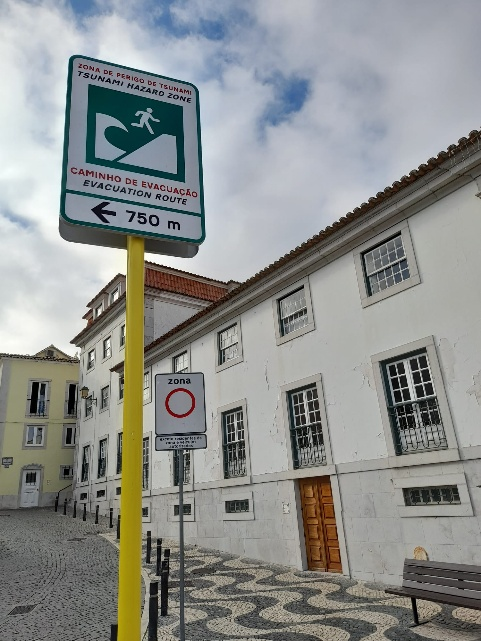 ZONA DE PERIGO DE TSUNAMI
TSUNAMI HAZARD ZONE
CAMINHO DE EVACUAÇÃO
EVACUATION ROUTE
750 m
zona